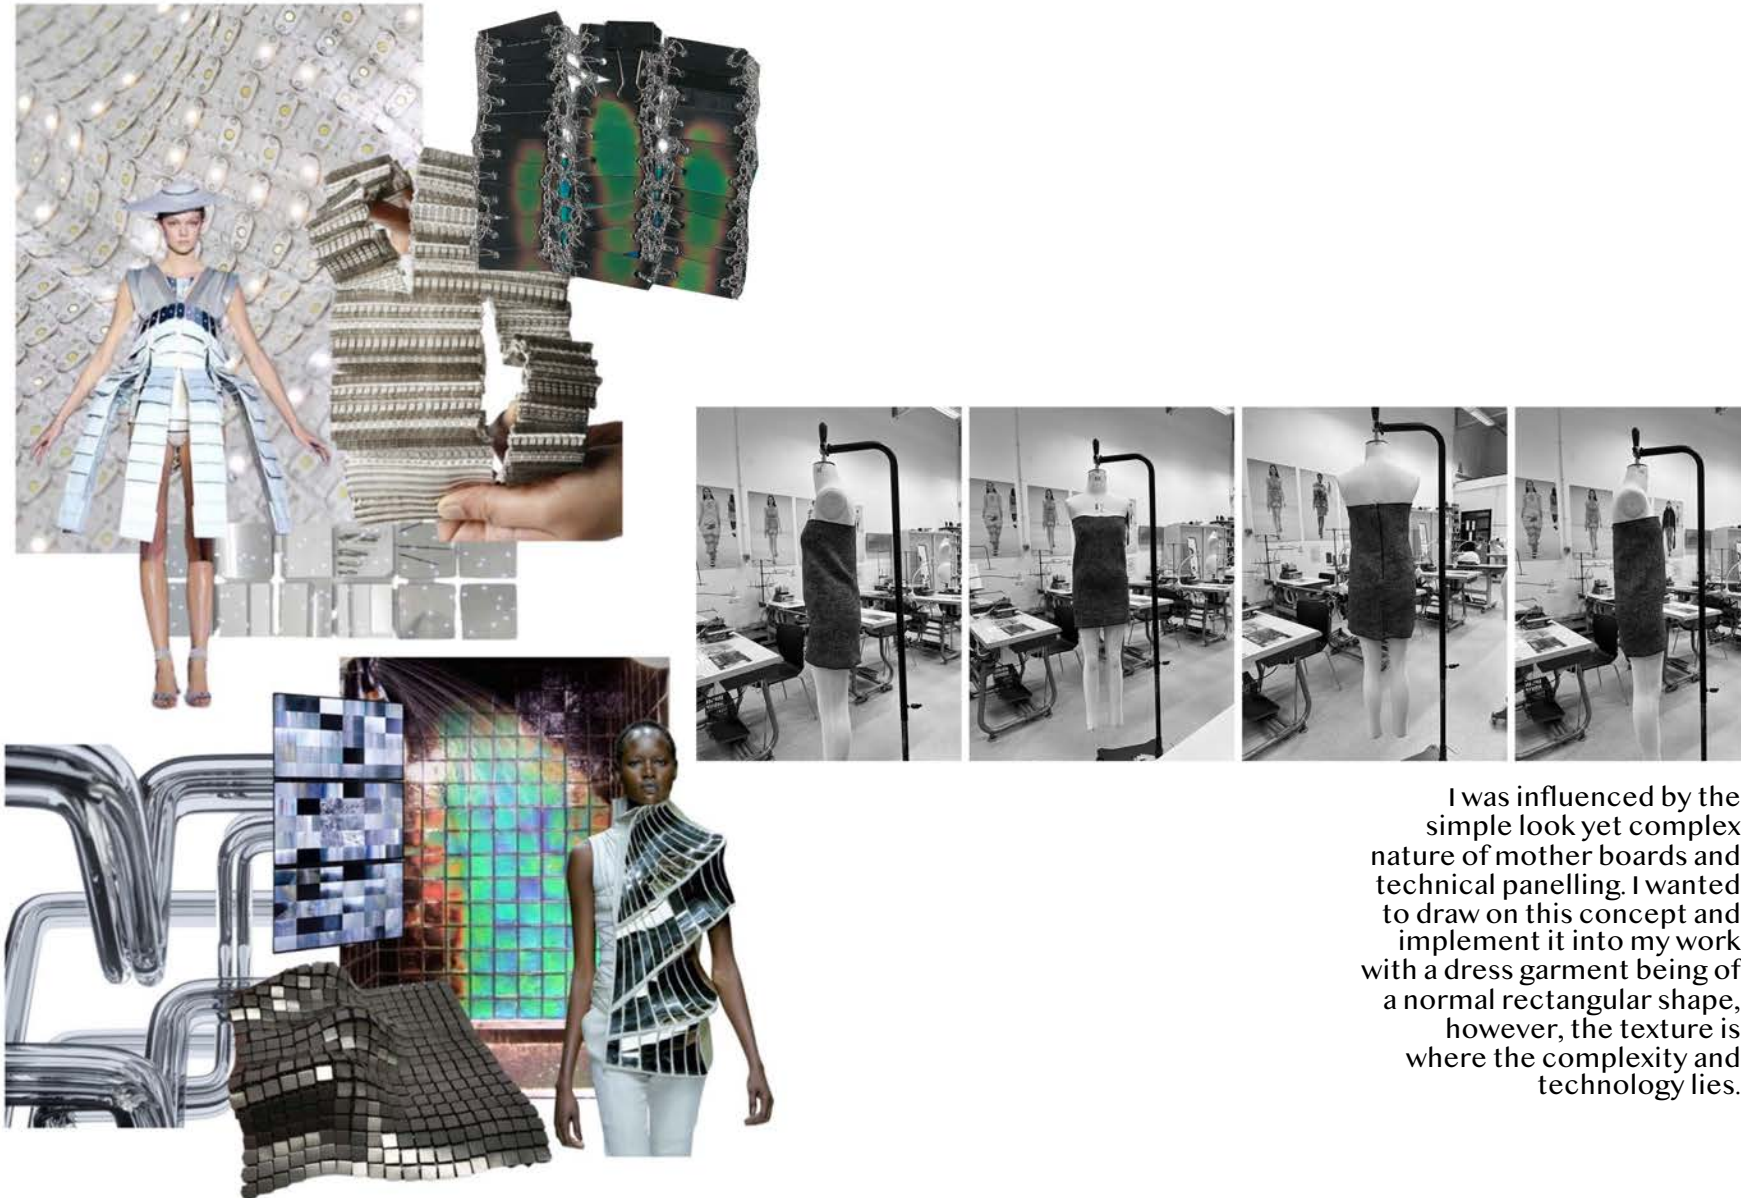 I was influenced by the
simple look yet complex
nature of mother boards and
technical panelling. I wanted
to draw on this concept and
implement it into my work
with a dress garment being of
a normal rectangular shape,
however, the texture is
where the complexity and
technology lies.